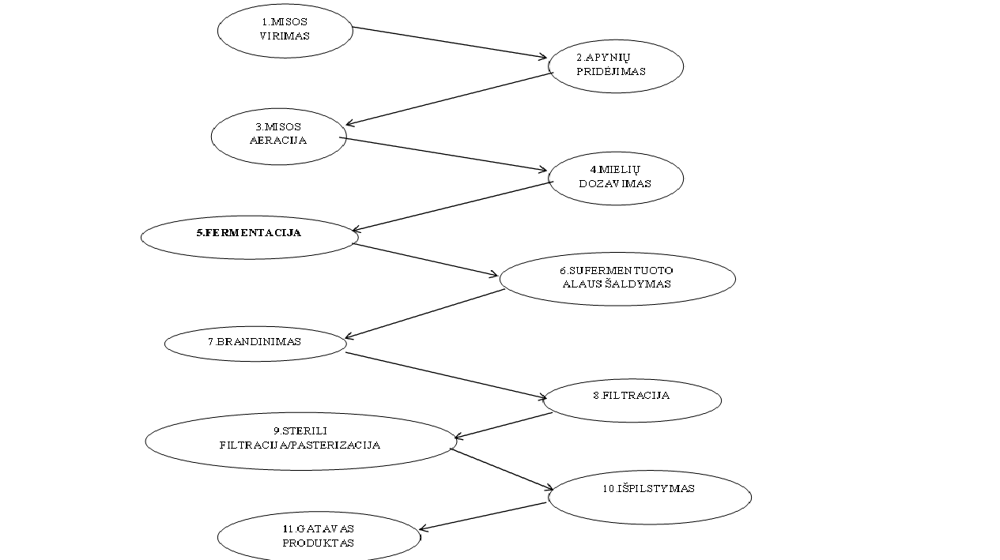 1.MISOS
VIRIMAS
2.APYNIŲ
PRIDĖJIMAS
3.MISOS
AERACIJA
4.MIELIŲ
DOZAVIMAS
5.FERMENTACIJA
6.SUFERMENTUOTO
ALAUS ŠALDYMAS
7.BRANDINIMAS
8.FILTRACIJA
9.STERILI
FILTRACIJA/PASTERIZACIJA
10.IŠPILSTYMAS
11.GATAVAS
PRODUKTAS